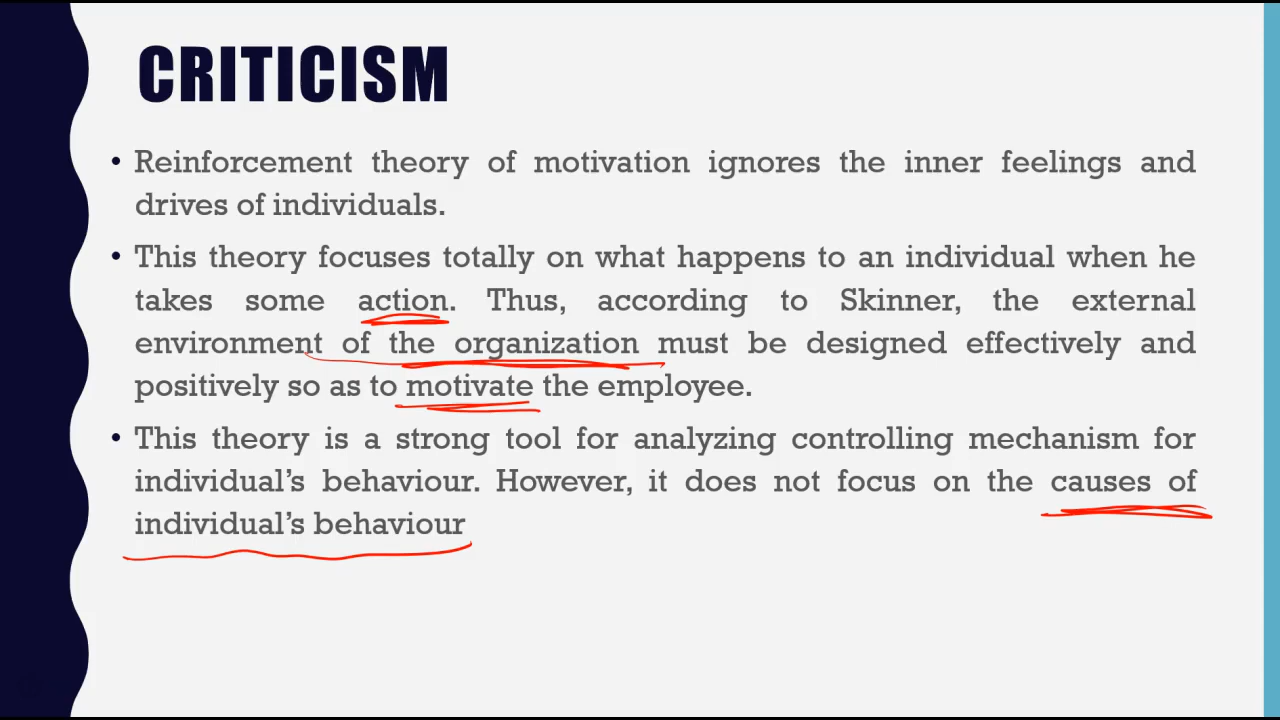 CRITICISM
• Reinforcement theory of motivation ignores the inner feelings and
drives of individuals.
• This theory focuses totally on what happens to an individual when he
takes some action. Thus, according to Skinner, the external
environment of the organization must be designed effectively and
positively so as to motivate the employee.
• This theory is a strong tool for analyzing controlling mechanism for
individual’s behaviour. However, it does not focus on the causes of
individual’s behaviour